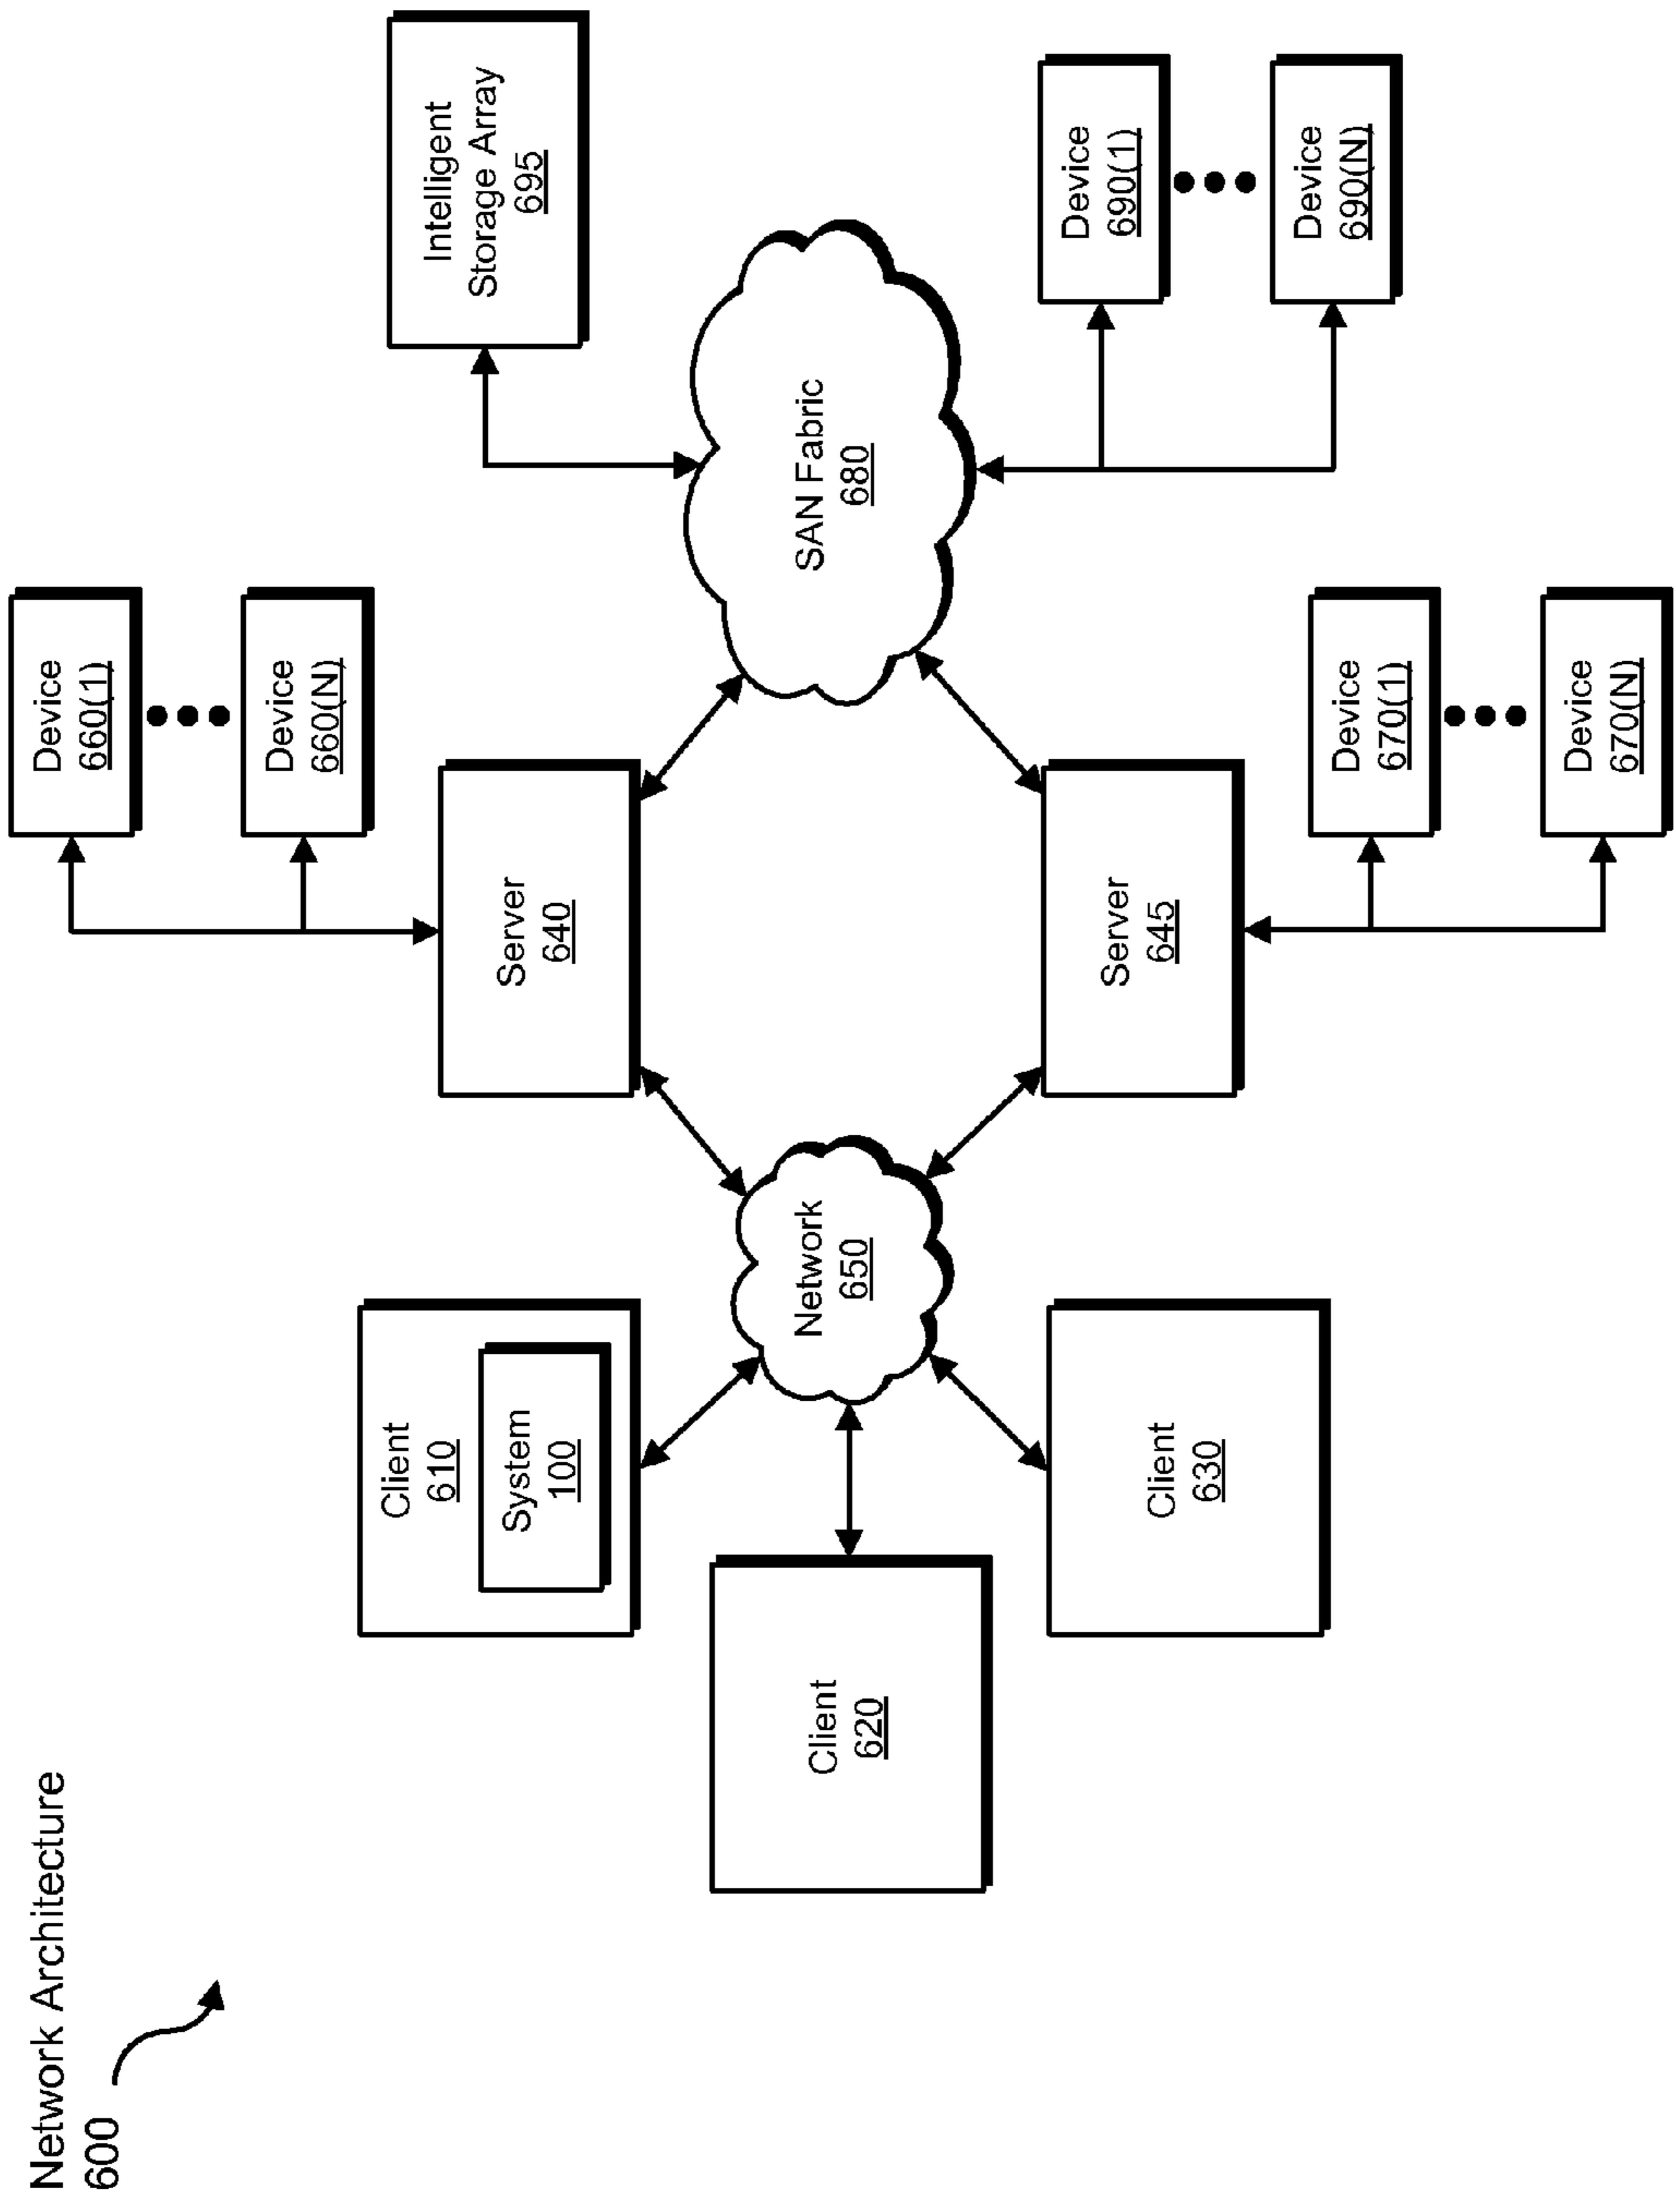 Network Architecture
600
Device
660(1)
Device
660(N)
Intelligent
Storage Array
695
Client
610
System
100
Server
640
Client
620
Network
650
SAN Fabric
680
Client
630
Server
645
Device
690(1)
Device
690(N)
Device
670(1)
Device
670(N)